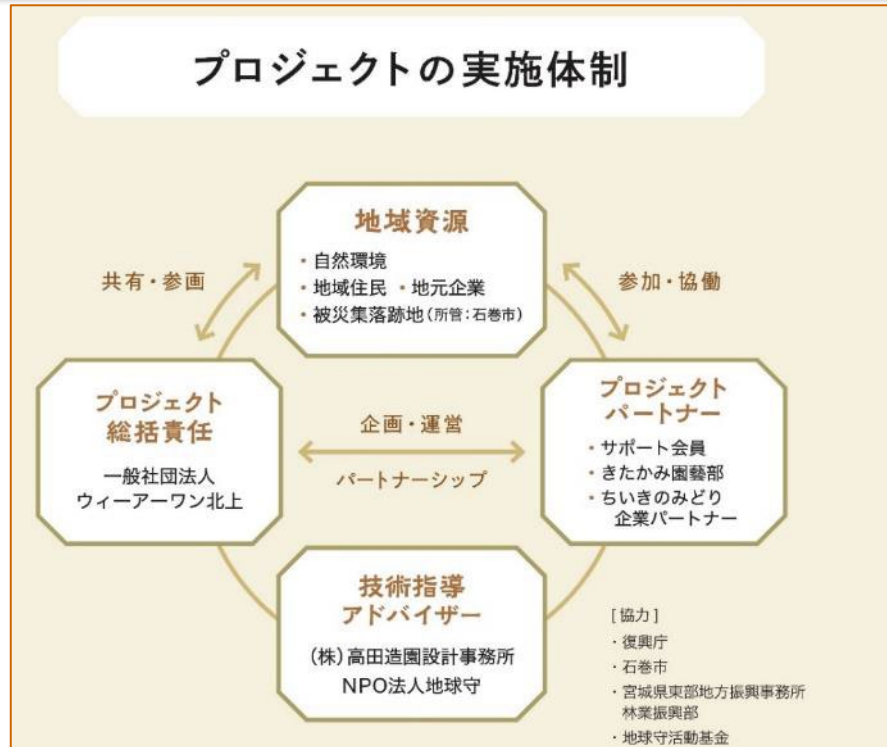 プロジェクトの実施体制
地域資源
・自然環境
・地域住民 ・地元企業
・被災集落跡地(所管:石巻市)
共有・参画
参加・協働
プロジェクト
総括責任
一般社団法人
ウィーアーワン北上
企画・運営
パートナーシップ
プロジェクト
パートナー
・サポート会員
・きたかみ園藝部
・ちいきのみどり
企業パートナー
技術指導
アドバイザー
(株)高田造園設計事務所
NPO法人地球守
[協力]
・復興庁
・石巻市
・宮城県東部地方振興事務所
林業振興部
・地球守活動基金